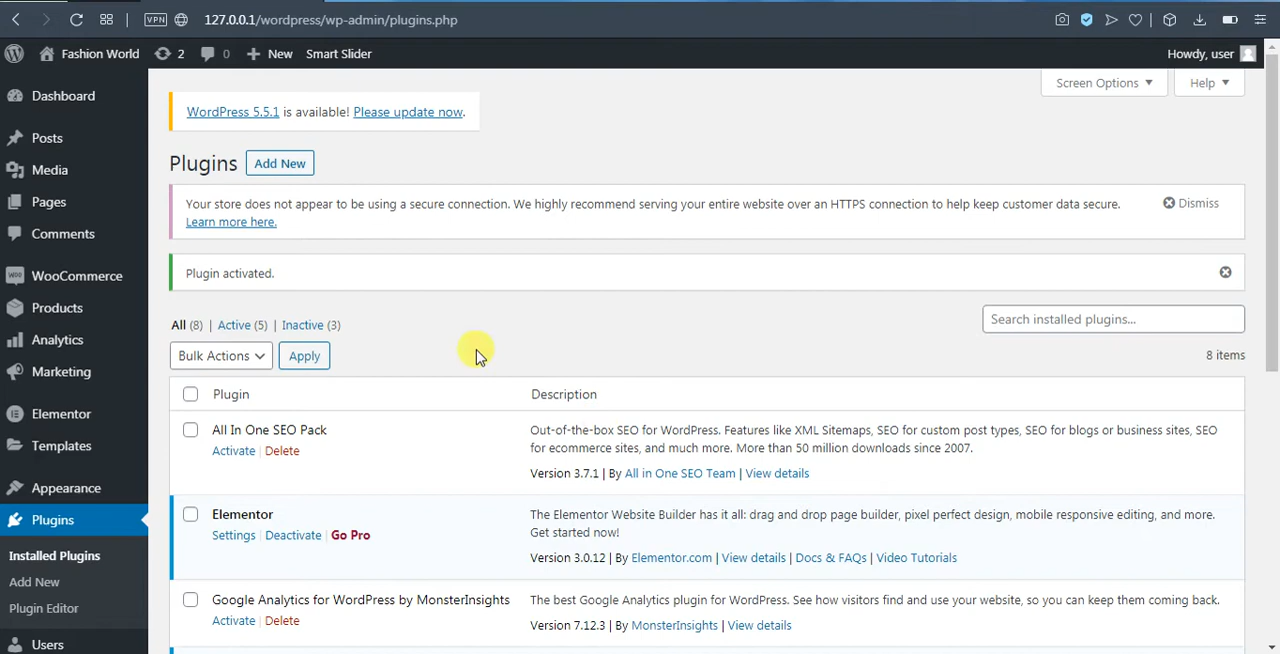 VPN 127.0.0.1/wordpress/wp-admin/plugins.php
Fashion World 2 0 New Smart Slider Howdy, user
Screen Options Help
WordPress 5.5.1 is available! Please update now.
Plugins Add New
Your store does not appear to be using a secure connection. We highly recommend serving your entire website over an HTTPS connection to help keep customer data secure.
Learn more here.
Dismiss
Plugin activated.
All (8) | Active (5) | Inactive (3)
Search installed plugins...
Bulk Actions Apply
8 items
Plugin Description
All In One SEO Pack
Activate | Delete
Out-of-the-box SEO for WordPress. Features like XML Sitemaps, SEO for custom post types, SEO for blogs or business sites, SEO
for ecommerce sites, and much more. More than 50 million downloads since 2007.
Version 3.7.1 | By All in One SEO Team | View details
Elementor
Settings | Deactivate | Go Pro
The Elementor Website Builder has it all: drag and drop page builder, pixel perfect design, mobile responsive editing, and more.
Get started now!
Version 3.0.12 | By Elementor.com | View details | Docs & FAQs | Video Tutorials
Google Analytics for WordPress by MonsterInsights
Activate | Delete
The best Google Analytics plugin for WordPress. See how visitors find and use your website, so you can keep them coming back.
Version 7.12.3 | By MonsterInsights | View details
Dashboard
Posts
Media
Pages
Comments
WOO WooCommerce
Products
Analytics
Marketing
Elementor
Templates
Appearance
Plugins
Installed Plugins
Add New
Plugin Editor
Users